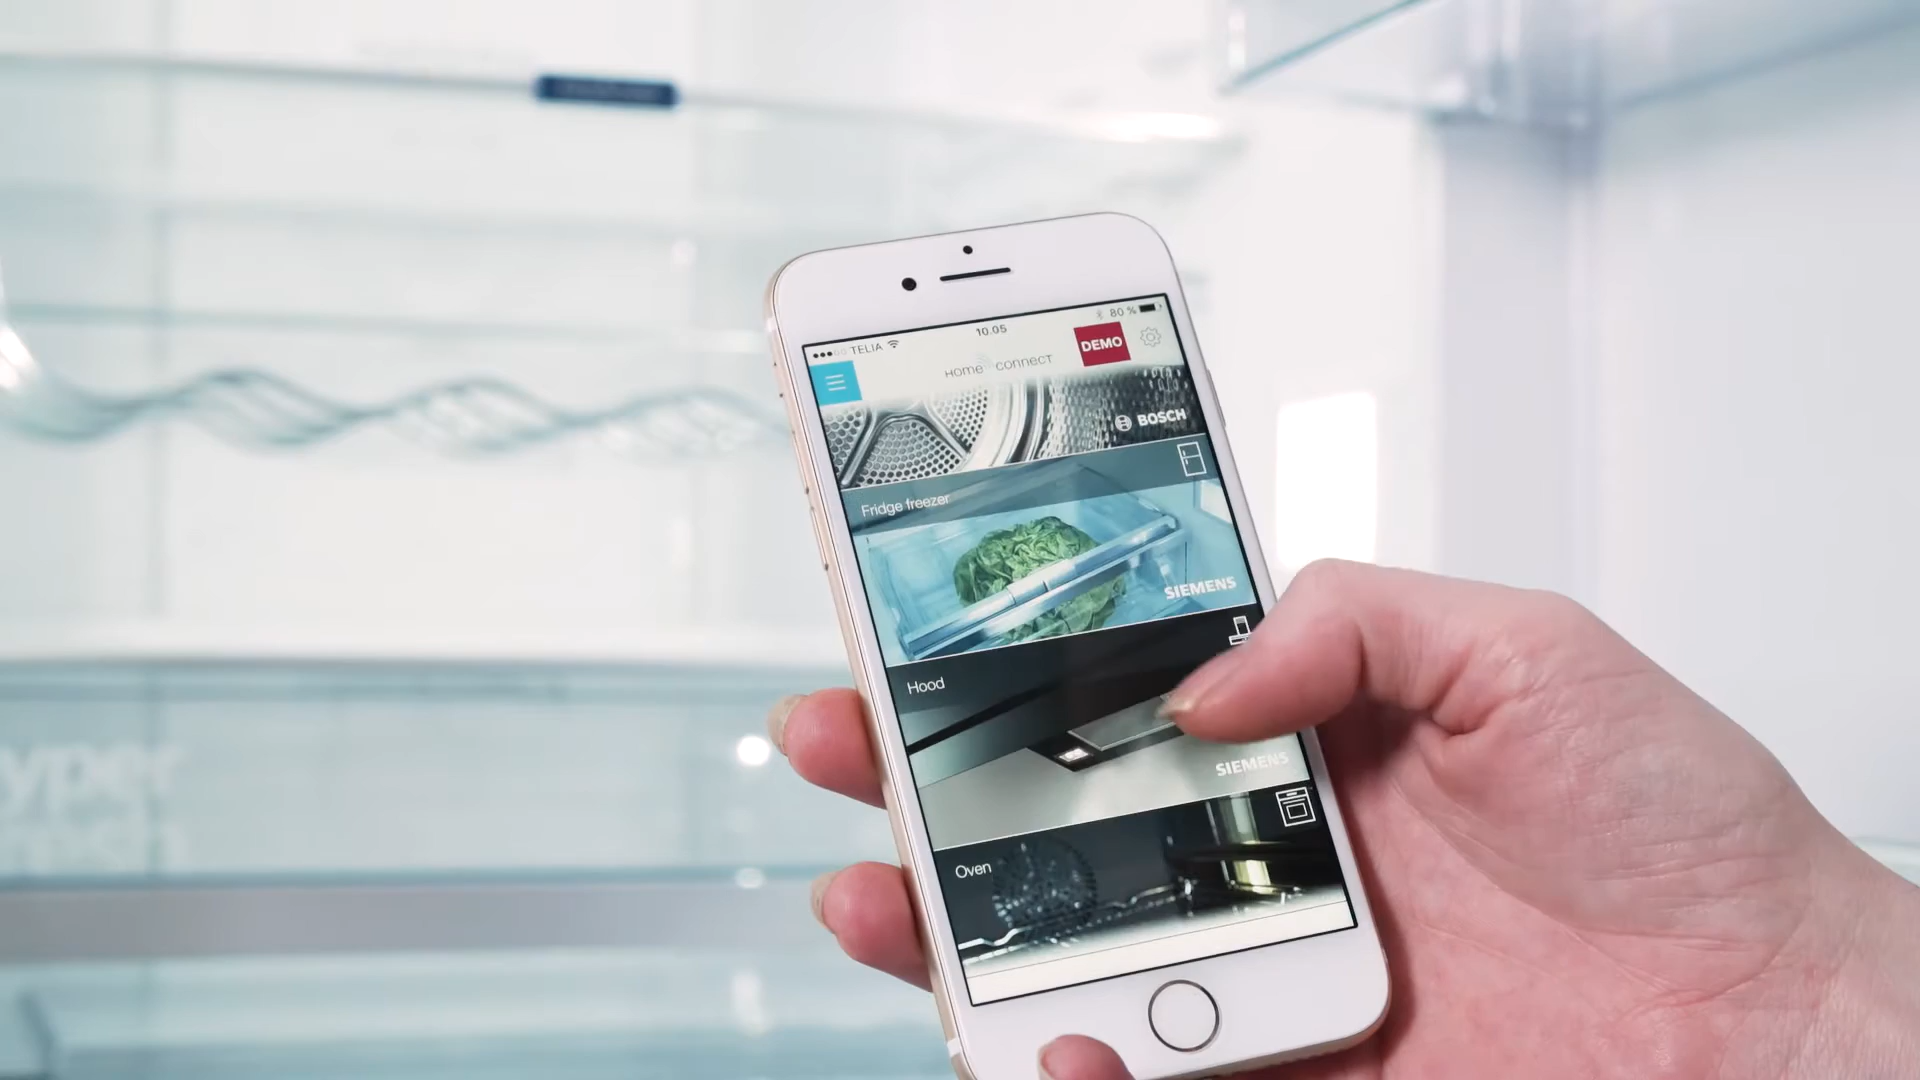 TELIA
10.05
80 %
HOME CONNECT
DEMO
BOSCH
Fridge freezer
SIEMENS
Hood
SIEMENS
Oven